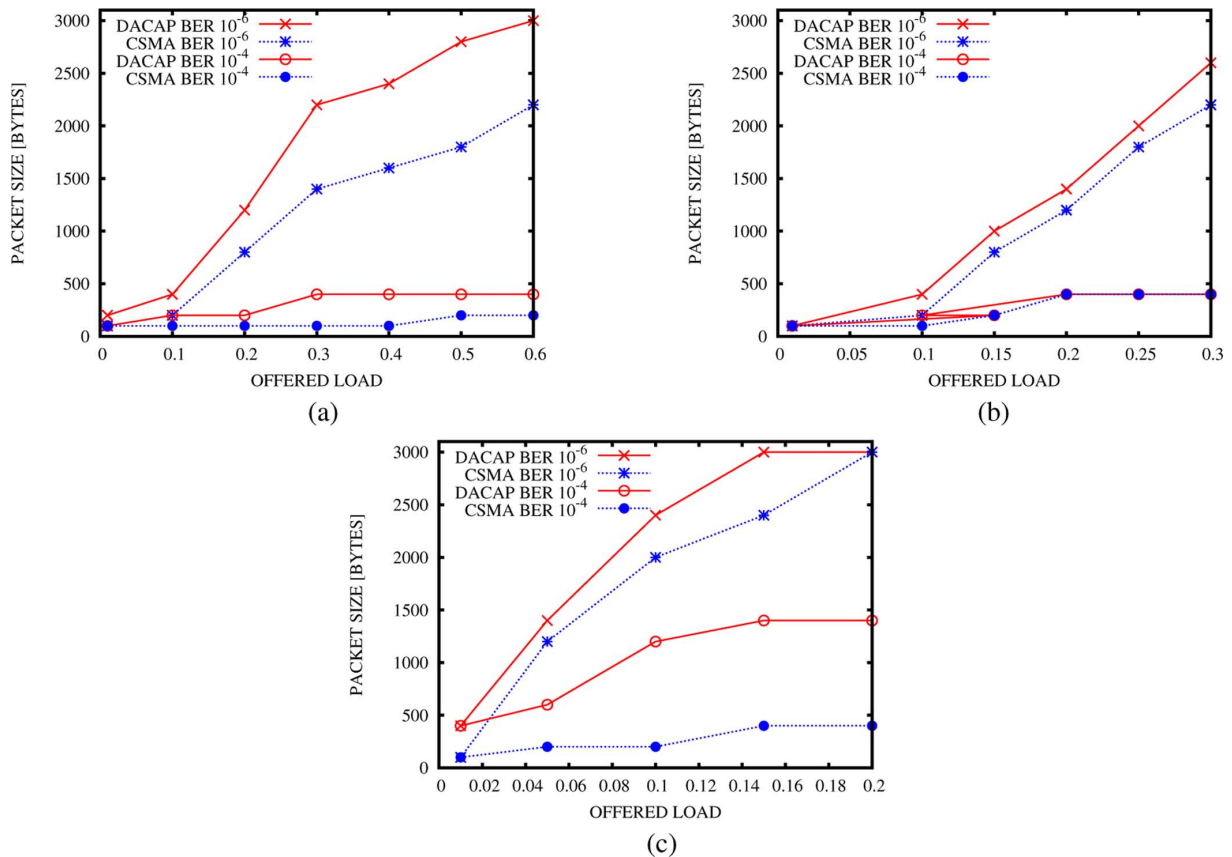 DACAP BER 10-6
CSMA BER 10-6
DACAP BER 10-4
CSMA BER 10-4
3000
2500
2000
1500
1000
500
0
PACKET SIZE [BYTES]
0 0.1 0.2 0.3 0.4 0.5 0.6
OFFERED LOAD
(a)
DACAP BER 10-6
CSMA BER 10-6
DACAP BER 10-4
CSMA BER 10-4
3000
2500
2000
1500
1000
500
0
PACKET SIZE [BYTES]
0.05 0.1 0.15 0.2 0.25 0.3
OFFERED LOAD
(b)
DACAP BER 10-6
CSMA BER 10-6
DACAP BER 10-4
CSMA BER 10-4
3000
2500
2000
1500
1000
500
0
PACKET SIZE [BYTES]
0 0.02 0.04 0.06 0.08 0.1 0.12 0.14 0.16 0.18 0.2
OFFERED LOAD
(c)